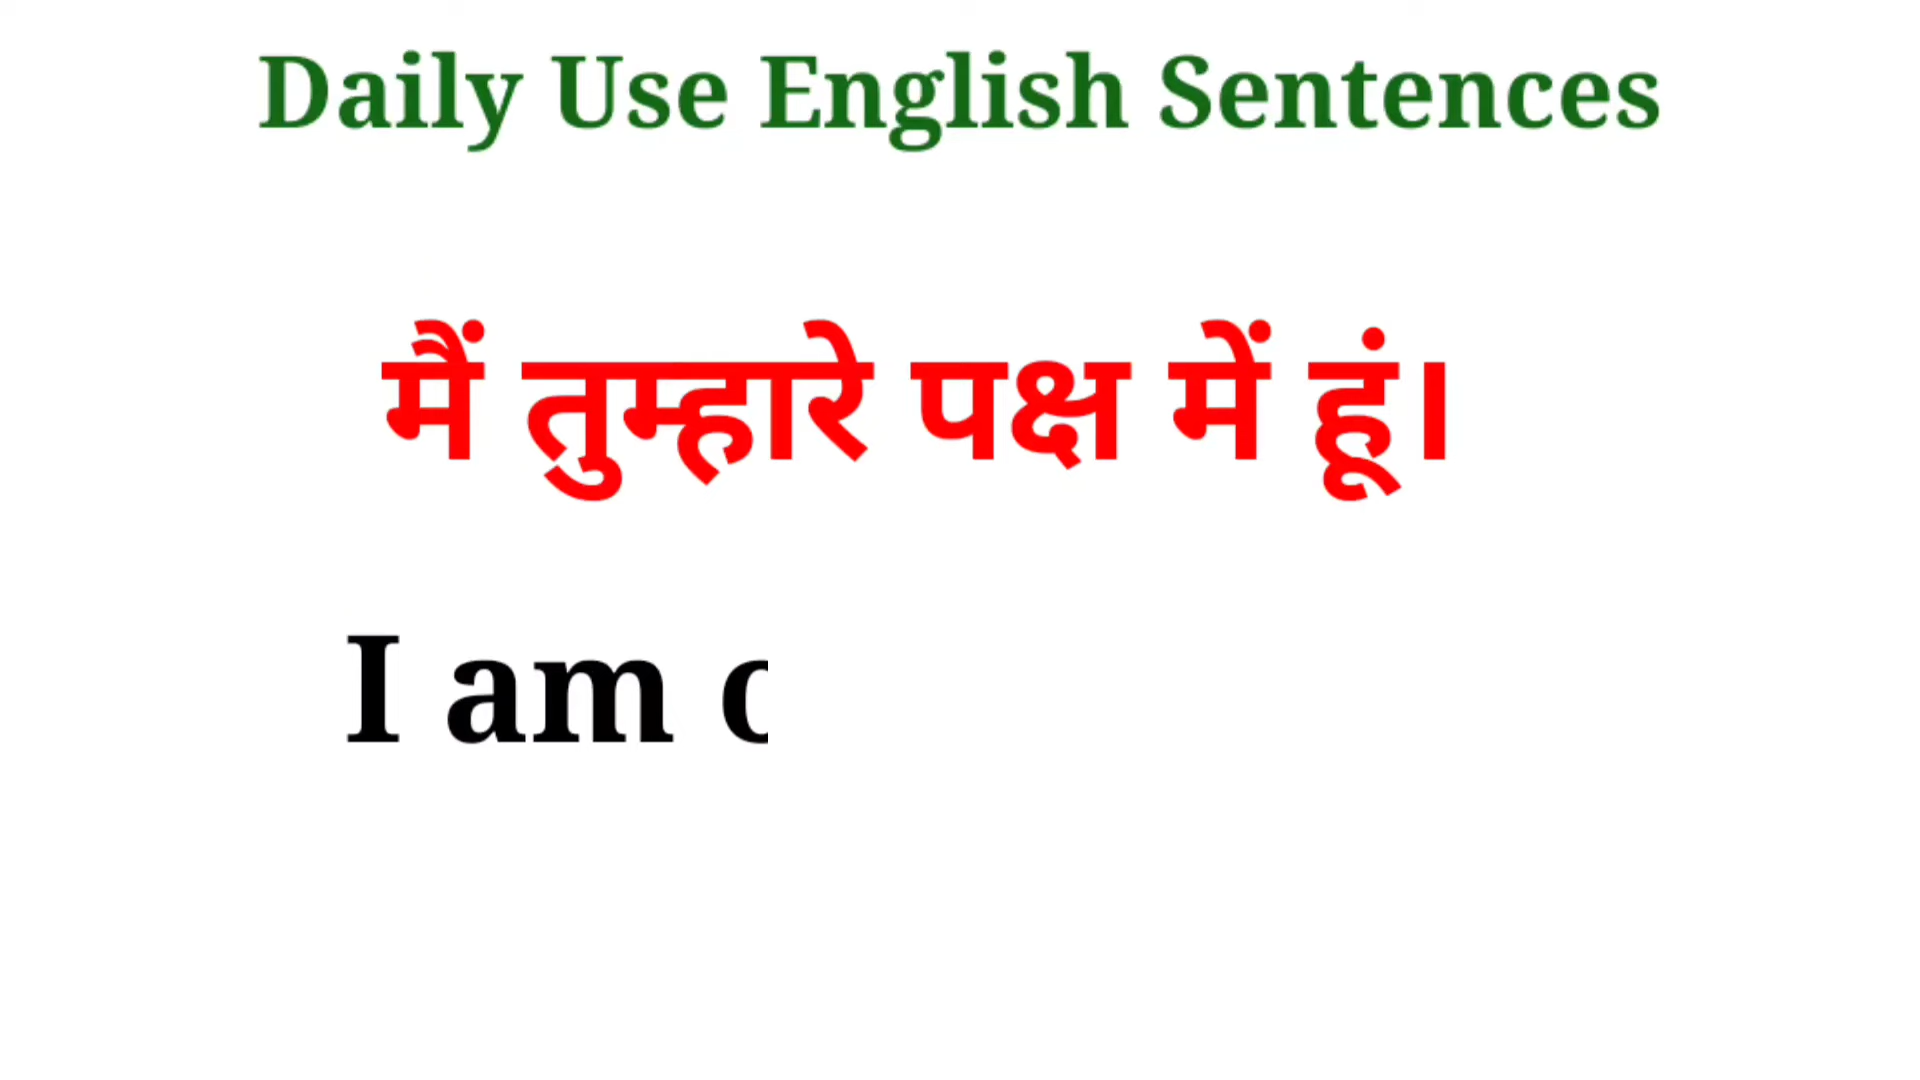 Daily Use English Sentences
मैं तुम्हारे पक्ष में हूं।
I am